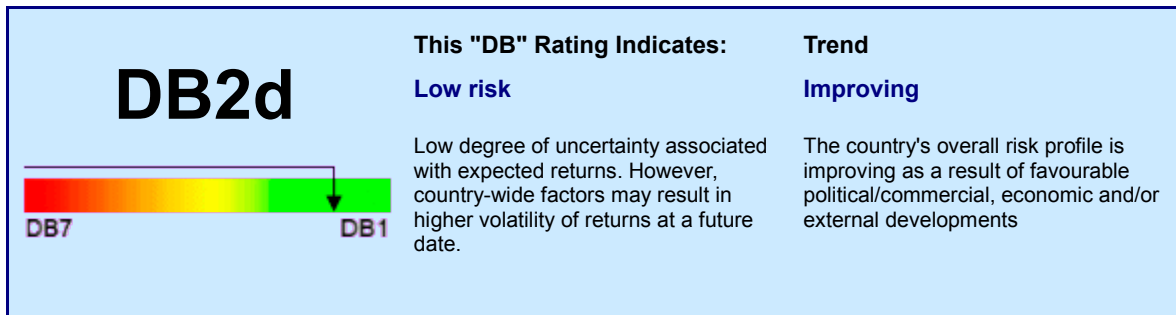 DB2d
DB7
DB1
This "DB" Rating Indicates:
Low risk
Low degree of uncertainty associated
with expected returns. However,
country-wide factors may result in
higher volatility of returns at a future
date.
Trend
Improving
The country's overall risk profile is
improving as a result of favourable
political/commercial, economic and/or
external developments